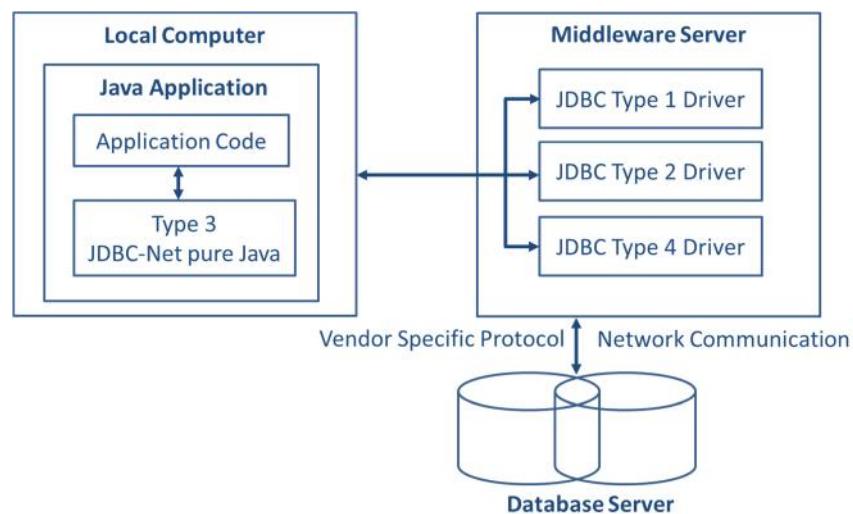 Local Computer
Java Application
Application Code
Type 3
JDBC-Net pure Java
Middleware Server
JDBC Type 1 Driver
JDBC Type 2 Driver
JDBC Type 4 Driver
Vendor Specific Protocol
Network Communication
Database Server